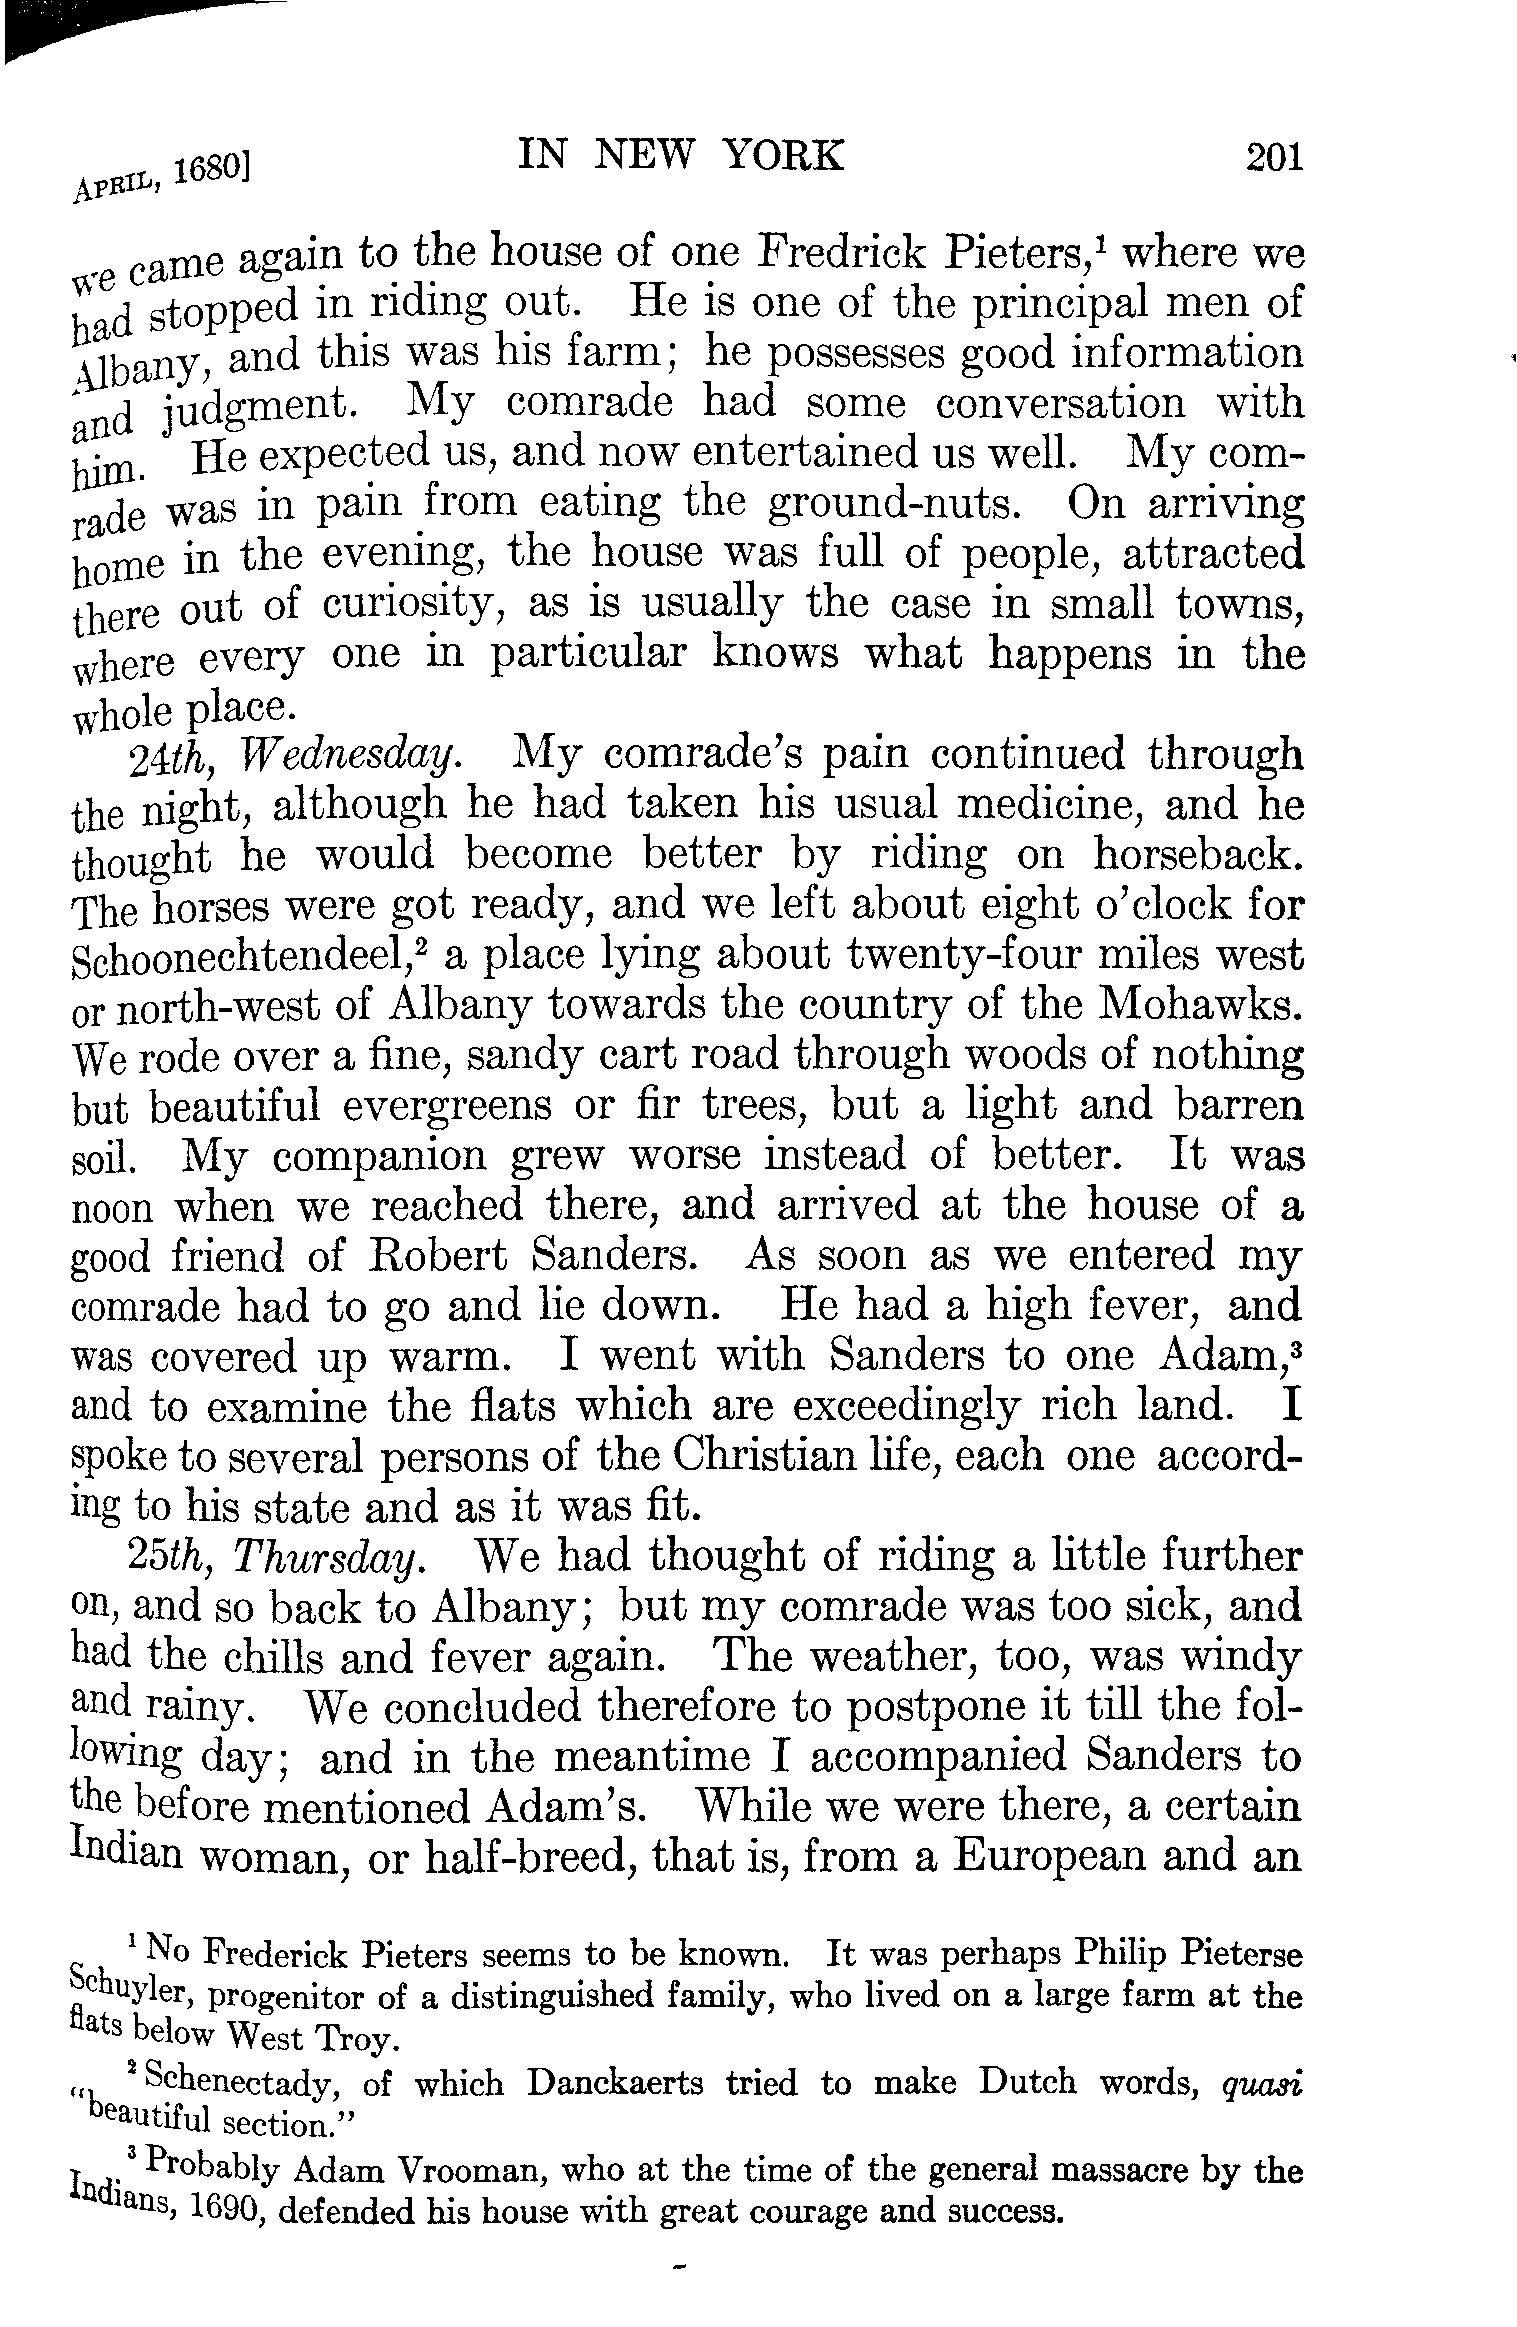 APRIL, 1680] IN NEW YORK 201
we came again to the house of one Fredrick Pieters,¹ where we
had stopped in riding out. He is one of the principal men of
Albany, and this was his farm; he possesses good information
and judgment. My comrade had some conversation with
him. He expected us, and now entertained us well. My com-
rade was in pain from eating the ground-nuts. On arriving
home in the evening, the house was full of people, attracted
there out of curiosity, as is usually the case in small towns,
where every one in particular knows what happens in the
whole place.
24th, Wednesday. My comrade's pain continued through
the night, although he had taken his usual medicine, and he
thought he would become better by riding on horseback.
The horses were got ready, and we left about eight o'clock for
Schoonechtendeel,² a place lying about twenty-four miles west
or north-west of Albany towards the country of the Mohawks.
We rode over a fine, sandy cart road through woods of nothing
but beautiful evergreens or fir trees, but a light and barren
soil. My companion grew worse instead of better. It was
noon when we reached there, and arrived at the house of a
good friend of Robert Sanders. As soon as we entered my
comrade had to go and lie down. He had a high fever, and
was covered up warm. I went with Sanders to one Adam,³
and to examine the flats which are exceedingly rich land. I
spoke to several persons of the Christian life, each one accord-
ing to his state and as it was fit.
25th, Thursday. We had thought of riding a little further
on, and so back to Albany; but my comrade was too sick, and
had the chills and fever again. The weather, too, was windy
and rainy. We concluded therefore to postpone it till the fol-
lowing day; and in the meantime I accompanied Sanders to
the before mentioned Adam's. While we were there, a certain
Indian woman, or half-breed, that is, from a European and an
¹ No Frederick Pieters seems to be known. It was perhaps Philip Pieterse
Schuyler, progenitor of a distinguished family, who lived on a large farm at the
flats below West Troy.
² Schenectady, of which Danckaerts tried to make Dutch words, quasi
"beautiful section."
³ Probably Adam Vrooman, who at the time of the general massacre by the
Indians, 1690, defended his house with great courage and success.